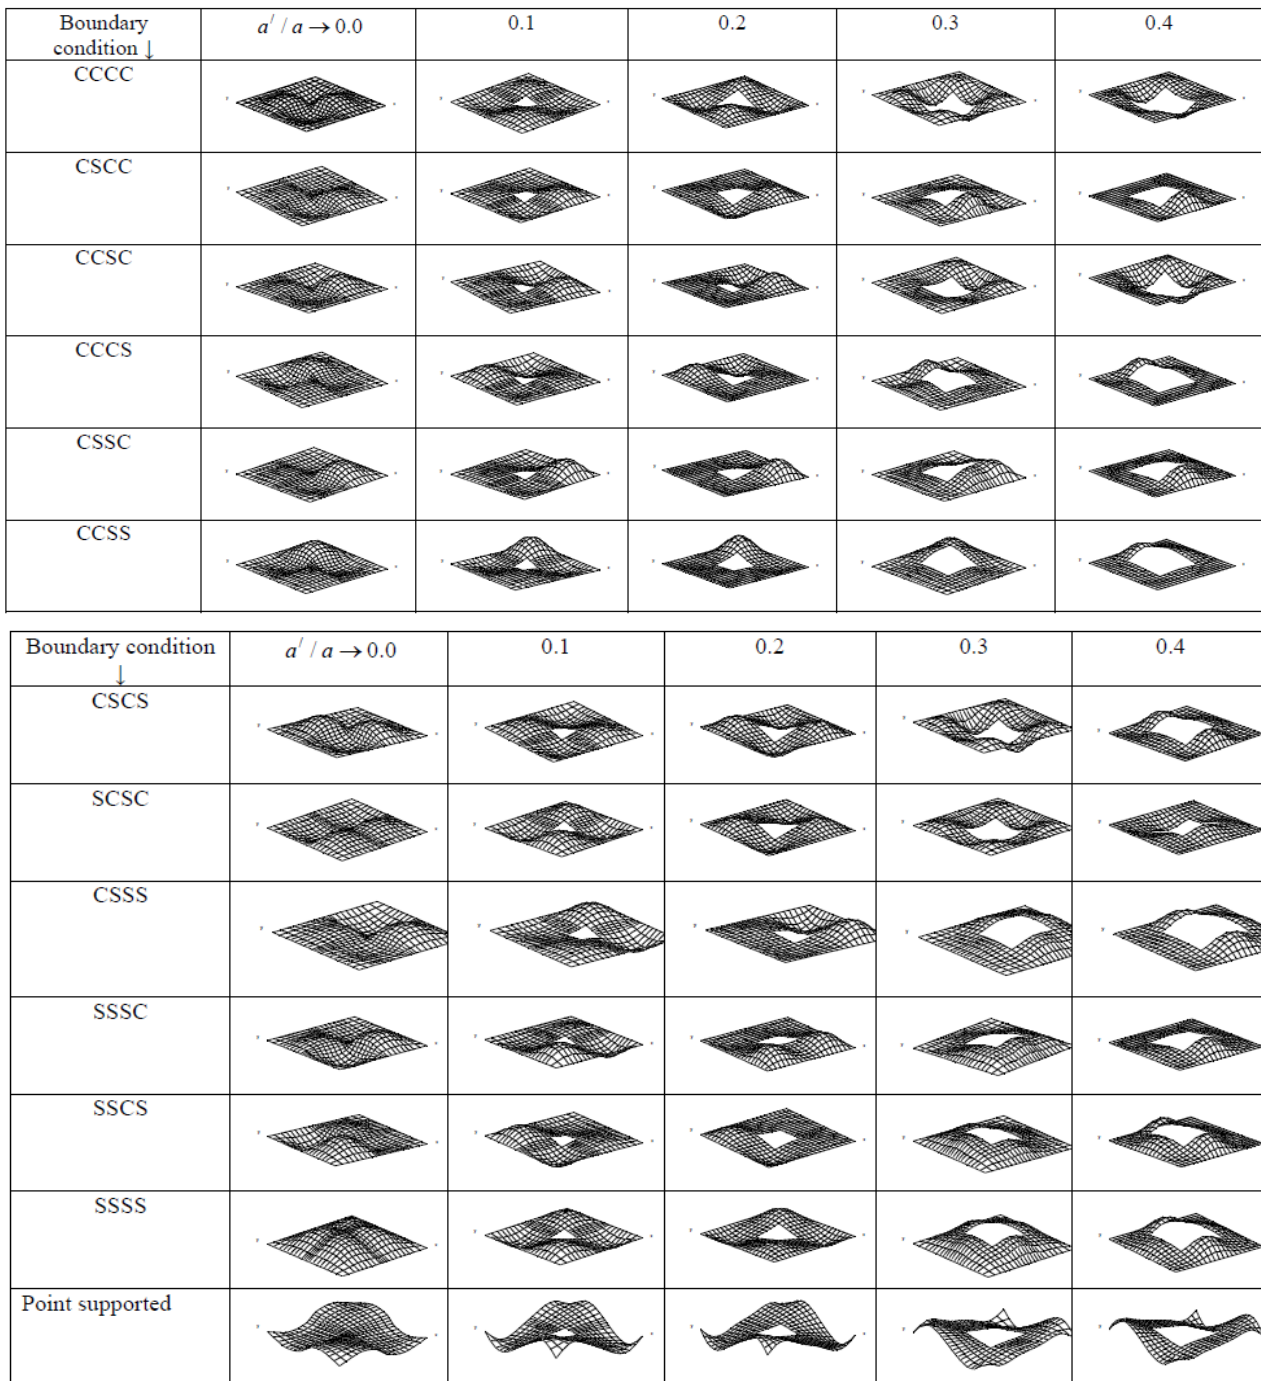 Boundary condition ↓ a′ / a → 0.0 0.1 0.2 0.3 0.4
CCCC
CSCC
CCSC
CCCS
CSSC
CCSS
Boundary condition ↓ a′ / a → 0.0 0.1 0.2 0.3 0.4
CSCS
SCSC
CSSS
SSSC
SSCS
SSSS
Point supported